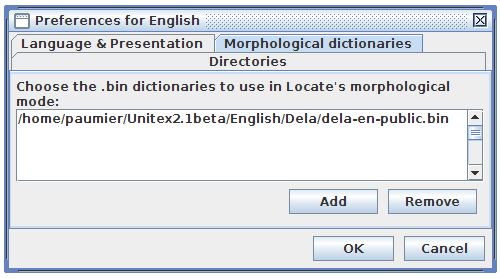 Preferences for English
Language & Presentation
Morphological dictionaries
Directories
Choose the .bin dictionaries to use in Locate's morphological
mode:
/home/paumier/Unitex2.1beta/English/Dela/dela-en-public.bin
Add
Remove
OK
Cancel